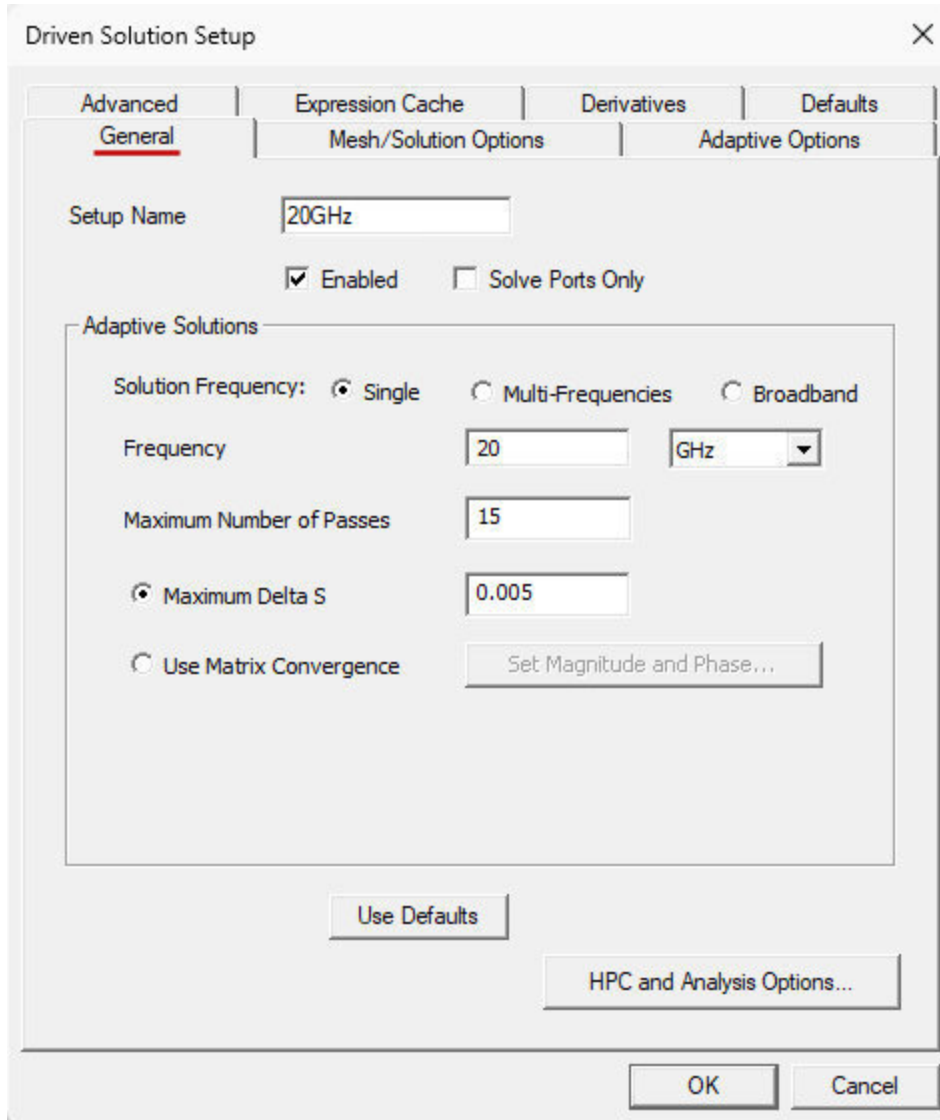 Driven Solution Setup
Advanced Expression Cache Derivatives Defaults
General Mesh/Solution Options Adaptive Options
Setup Name 20GHz
Enabled Solve Ports Only
Adaptive Solutions
Solution Frequency: Single Multi-Frequencies Broadband
Frequency 20 GHz
Maximum Number of Passes 15
Maximum Delta S 0.005
Use Matrix Convergence Set Magnitude and Phase...
Use Defaults
HPC and Analysis Options...
OK Cancel